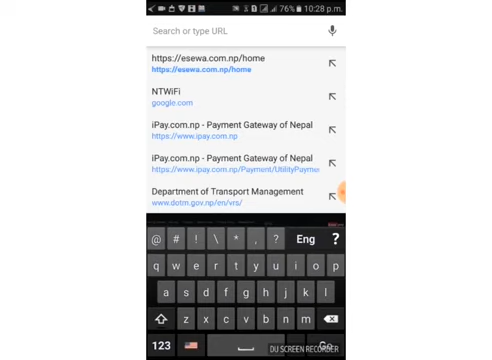 76% 10:28 p.m.
Search or type URL
https://esewa.com.np/home
https://esewa.com.np/home
NTWiFi
google.com
iPay.com.np - Payment Gateway of Nepal
https://www.ipay.com.np
iPay.com.np - Payment Gateway of Nepal
https://www.ipay.com.np/Payment/UtilityPayme
Department of Transport Management
www.dotm.gov.np/en/vrs/
@ # ! \ * , ? Eng ?
q w e r t y u i o p
a s d f g h j k l
z x c v b n m
123 Go
DU SCREEN RECORDER